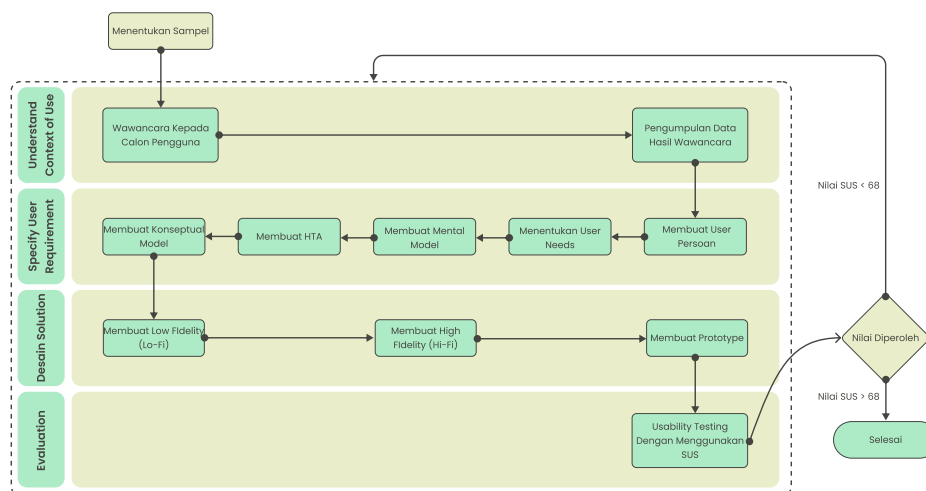 Menentukan Sampel
Understand
Context of Use
Wawancara Kepada
Calon Pengguna
Pengumpulan Data
Hasil Wawancara
Nilai SUS < 68
Specify User
Requirement
Membuat Konseptual
Model
Membuat HTA
Membuat Mental
Model
Menentukan User
Needs
Membuat User
Persoan
Desain Solution
Membuat Low FIdelity
(Lo-Fi)
Membuat High
FIdelity (Hi-Fi)
Membuat Prototype
Nilai Diperoleh
Nilai SUS > 68
Evaluation
Usability Testing
Dengan Menggunakan
SUS
Selesai